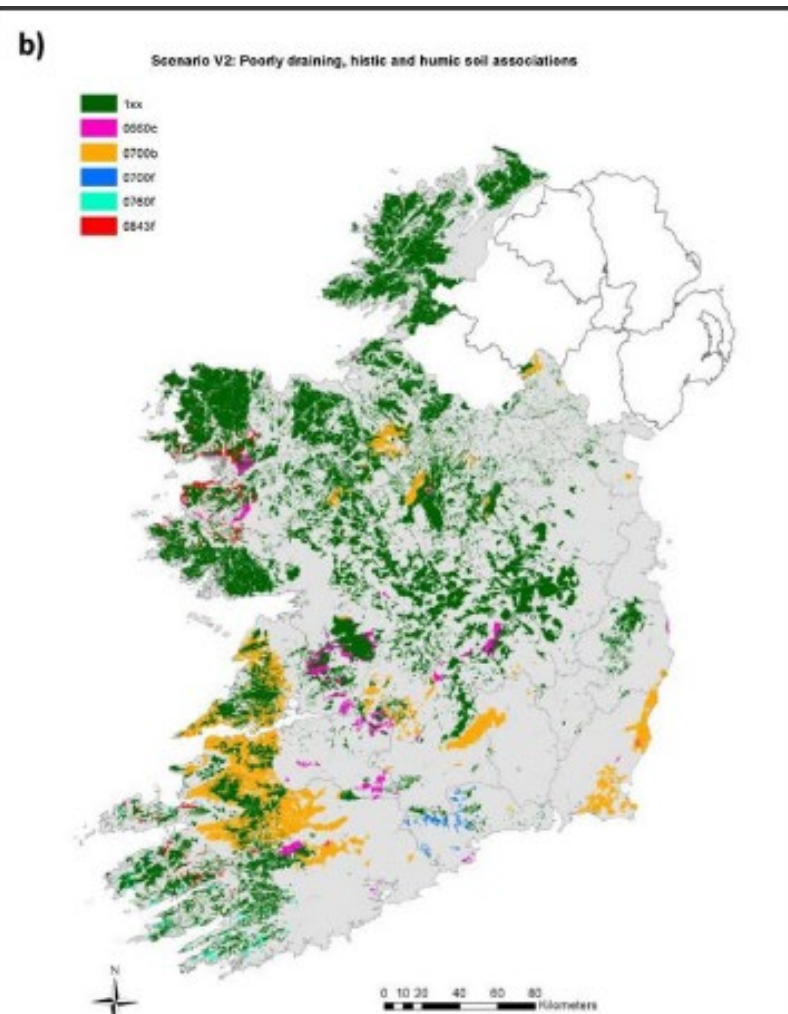 b)
Scenario V2: Poorly draining, histic and humic soil associations
1xx
0660c
0700b
0700f
0760f
0843f
N
0 10 20 40 60 80
Kilometers